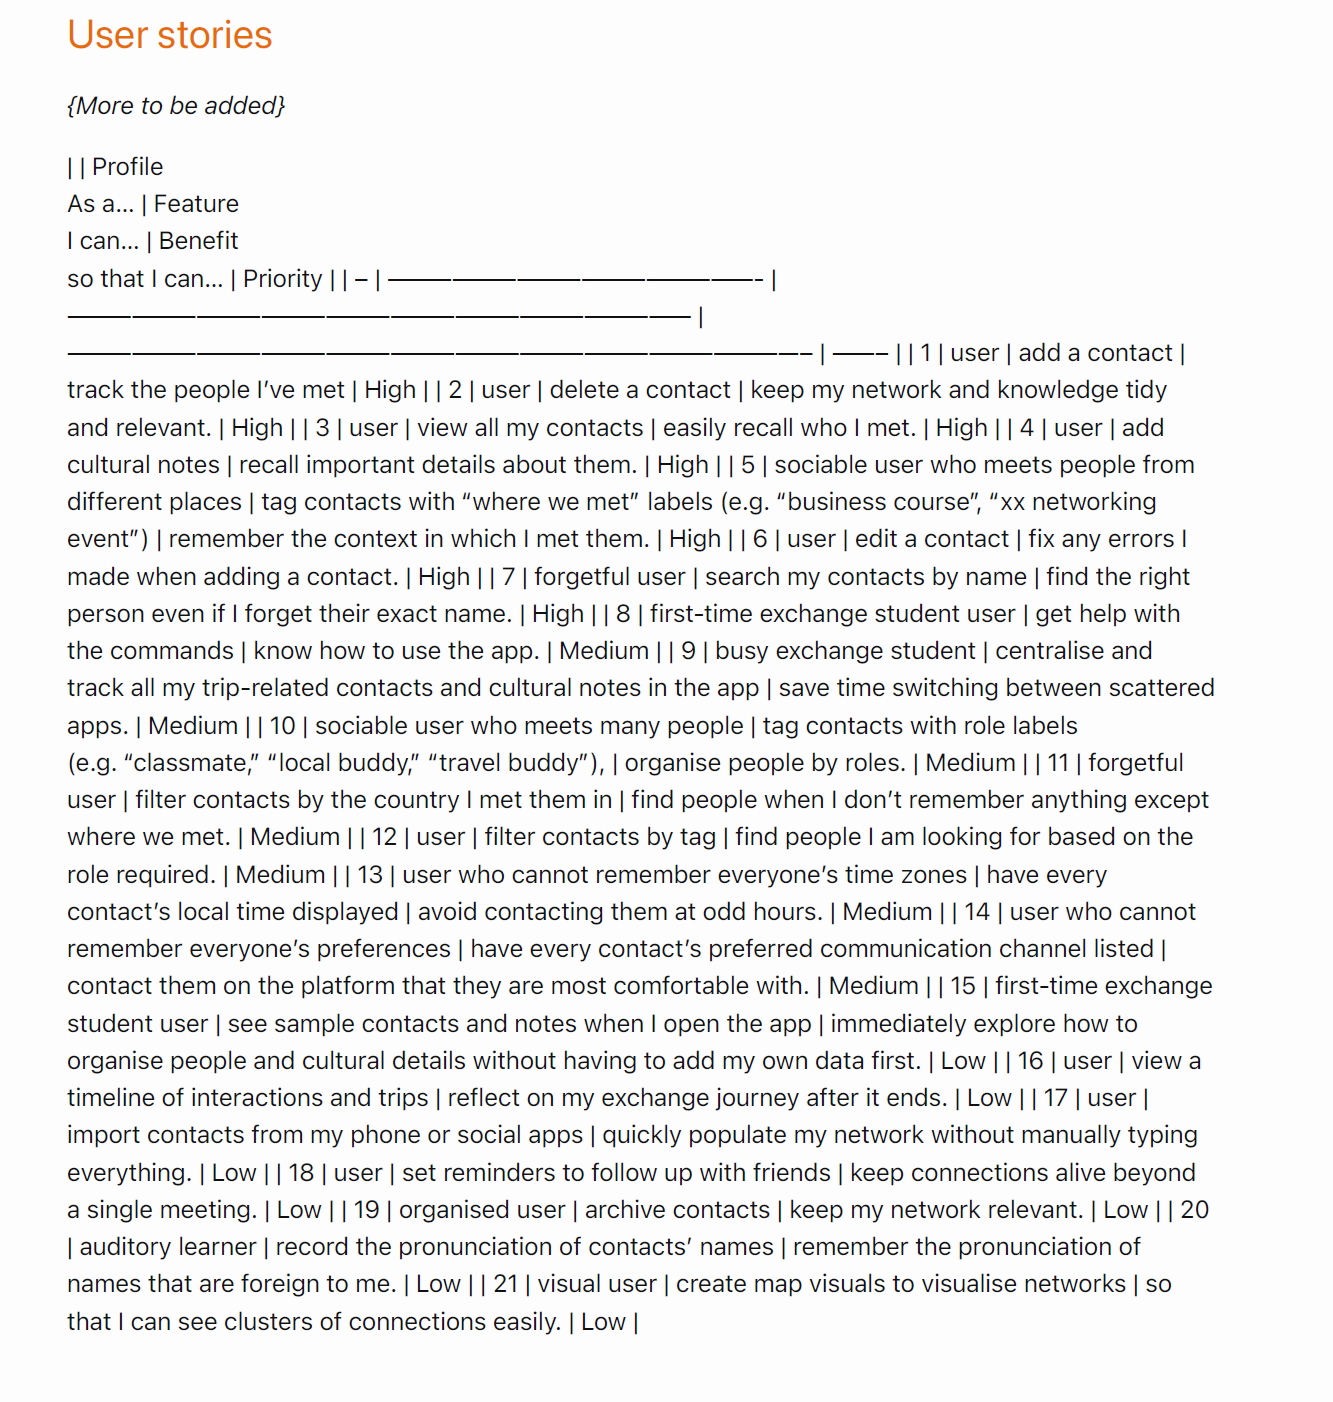 User stories
{More to be added}
| | Profile
As a... | Feature
I can... | Benefit
so that I can... | Priority | | – | ———————————————————- |
————————————————————————————— |
——————————————————————————————————– | ——– | | 1 | user | add a contact |
track the people I’ve met | High | | 2 | user | delete a contact | keep my network and knowledge tidy
and relevant. | High | | 3 | user | view all my contacts | easily recall who I met. | High | | 4 | user | add
cultural notes | recall important details about them. | High | | 5 | sociable user who meets people from
different places | tag contacts with “where we met” labels (e.g. “business course”, “xx networking
event”) | remember the context in which I met them. | High | | 6 | user | edit a contact | fix any errors I
made when adding a contact. | High | | 7 | forgetful user | search my contacts by name | find the right
person even if I forget their exact name. | High | | 8 | first-time exchange student user | get help with
the commands | know how to use the app. | Medium | | 9 | busy exchange student | centralise and
track all my trip-related contacts and cultural notes in the app | save time switching between scattered
apps. | Medium | | 10 | sociable user who meets many people | tag contacts with role labels
(e.g. “classmate,” “local buddy,” “travel buddy”), | organise people by roles. | Medium | | 11 | forgetful
user | filter contacts by the country I met them in | find people when I don’t remember anything except
where we met. | Medium | | 12 | user | filter contacts by tag | find people I am looking for based on the
role required. | Medium | | 13 | user who cannot remember everyone’s time zones | have every
contact’s local time displayed | avoid contacting them at odd hours. | Medium | | 14 | user who cannot
remember everyone’s preferences | have every contact’s preferred communication channel listed |
contact them on the platform that they are most comfortable with. | Medium | | 15 | first-time exchange
student user | see sample contacts and notes when I open the app | immediately explore how to
organise people and cultural details without having to add my own data first. | Low | | 16 | user | view a
timeline of interactions and trips | reflect on my exchange journey after it ends. | Low | | 17 | user |
import contacts from my phone or social apps | quickly populate my network without manually typing
everything. | Low | | 18 | user | set reminders to follow up with friends | keep connections alive beyond
a single meeting. | Low | | 19 | organised user | archive contacts | keep my network relevant. | Low | | 20
| auditory learner | record the pronunciation of contacts’ names | remember the pronunciation of
names that are foreign to me. | Low | | 21 | visual user | create map visuals to visualise networks | so
that I can see clusters of connections easily. | Low |